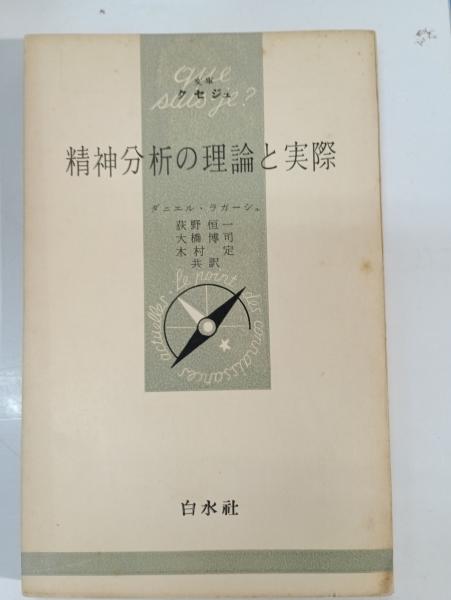 que
suis-je?
文庫
クセジュ
精神分析の理論と実際
ダニエル・ラガーシュ
荻野恒一
大橋博司
木村 定
共訳
le point des connaissances actuelles
白水社